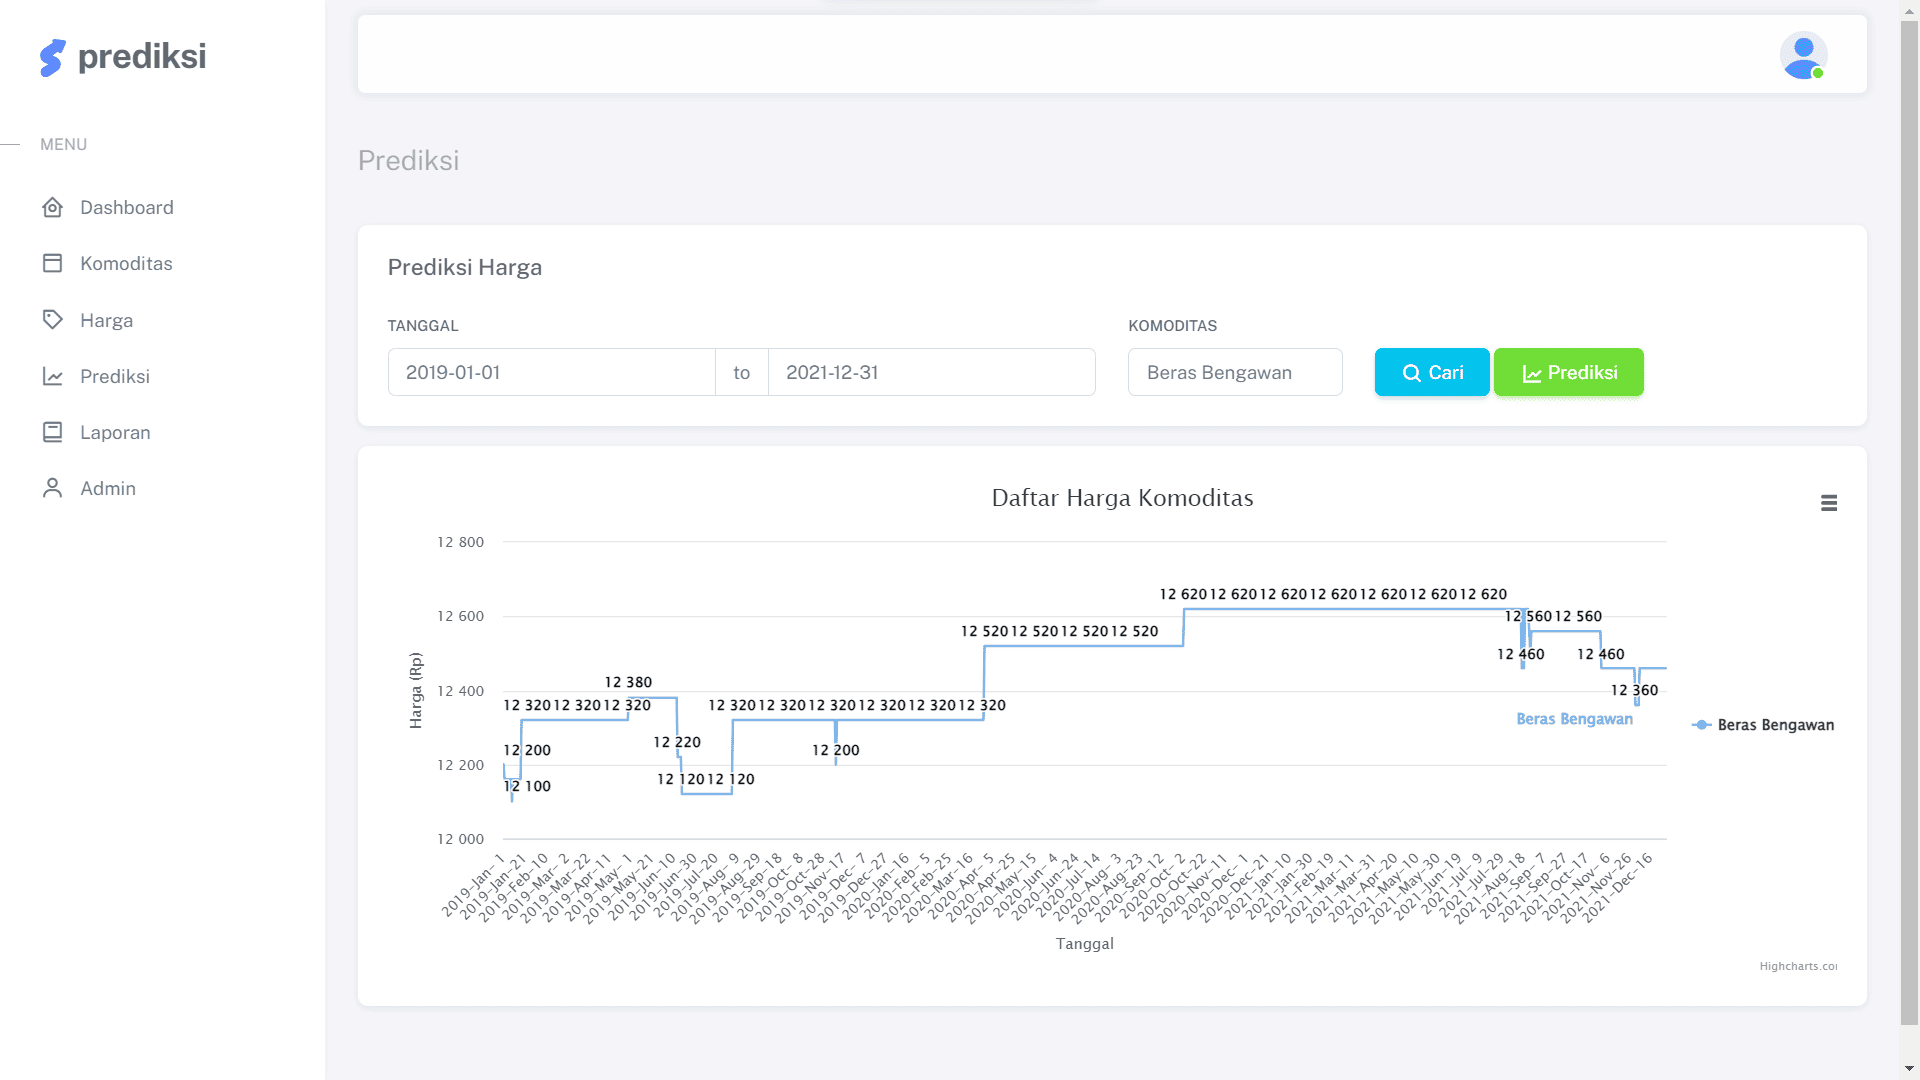 prediksi
MENU
Dashboard
Komoditas
Harga
Prediksi
Laporan
Admin
Prediksi
Prediksi Harga
TANGGAL
KOMODITAS
2019-01-01 to 2021-12-31 Beras Bengawan Cari Prediksi
Daftar Harga Komoditas
12 800
12 620 12 620 12 620 12 620 12 620 12 620 12 620
12 600
12 560 12 560
12 520 12 520 12 520 12 520
12 460 12 460
12 400
12 380
12 360
12 320 12 320 12 320 12 320 12 320 12 320 12 320 12 320 12 320
Beras Bengawan
Beras Bengawan
Harga (Rp)
12 220
12 200 12 200
12 200
12 120 12 120
12 100
12 000
2019-Jan- 1
2019-Jan-21
2019-Feb-10
2019-Mar- 2
2019-Mar-22
2019-Apr-11
2019-May- 1
2019-May-21
2019-Jun-10
2019-Jun-30
2019-Jul-20
2019-Aug- 9
2019-Aug-29
2019-Sep-18
2019-Oct- 8
2019-Oct-28
2019-Nov-17
2019-Dec- 7
2019-Dec-27
2020-Jan-16
2020-Feb- 5
2020-Feb-25
2020-Mar-16
2020-Apr- 5
2020-Apr-25
2020-May-15
2020-Jun- 4
2020-Jun-24
2020-Jul-14
2020-Aug- 3
2020-Aug-23
2020-Sep-12
2020-Oct- 2
2020-Oct-22
2020-Nov-11
2020-Dec- 1
2020-Dec-21
2021-Jan-10
2021-Jan-30
2021-Feb-19
2021-Mar-11
2021-Mar-31
2021-Apr-20
2021-May-10
2021-May-30
2021-Jun-19
2021-Jul- 9
2021-Jul-29
2021-Aug-18
2021-Sep- 7
2021-Sep-27
2021-Oct-17
2021-Nov- 6
2021-Nov-26
2021-Dec-16
Tanggal
Highcharts.co